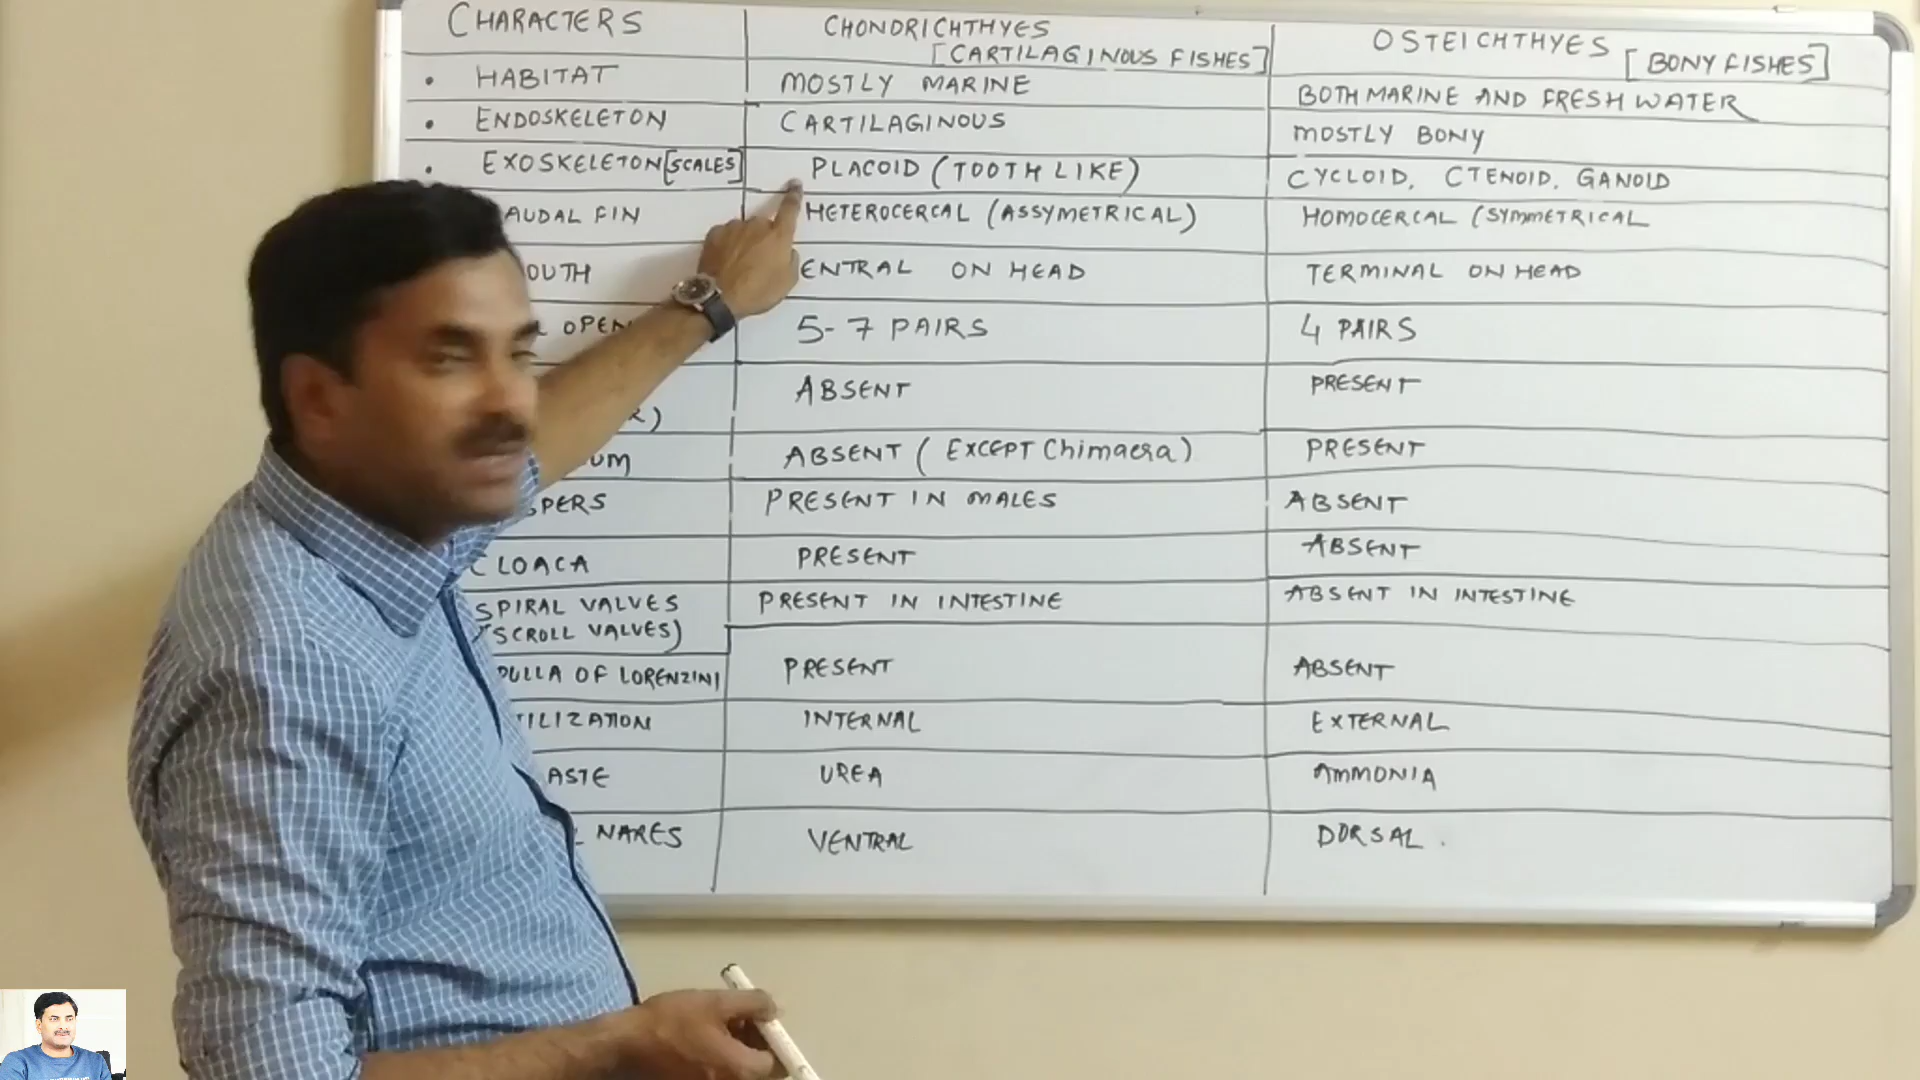 CHARACTERS CHONDRICHTHYES [CARTILAGINOUS FISHES] OSTEICHTHYES [BONY FISHES]
• HABITAT MOSTLY MARINE BOTH MARINE AND FRESH WATER
• ENDOSKELETON CARTILAGINOUS MOSTLY BONY
• EXOSKELETON [SCALES] PLACOID (TOOTH LIKE) CYCLOID, CTENOID, GANOID
AUDAL FIN HETEROCERCAL (ASSYMETRICAL) HOMOCERCAL (SYMMETRICAL
OUTH ENTRAL ON HEAD TERMINAL ON HEAD
OPEN 5-7 PAIRS 4 PAIRS
R) ABSENT PRESENT
UM ABSENT (EXCEPT Chimaera) PRESENT
SPERS PRESENT IN MALES ABSENT
CLOACA PRESENT ABSENT
SPIRAL VALVES PRESENT IN INTESTINE ABSENT IN INTESTINE
(SCROLL VALVES)
PULLA OF LORENZINI PRESENT ABSENT
TILIZATION INTERNAL EXTERNAL
ASTE UREA AMMONIA
L NARES VENTRAL DORSAL.